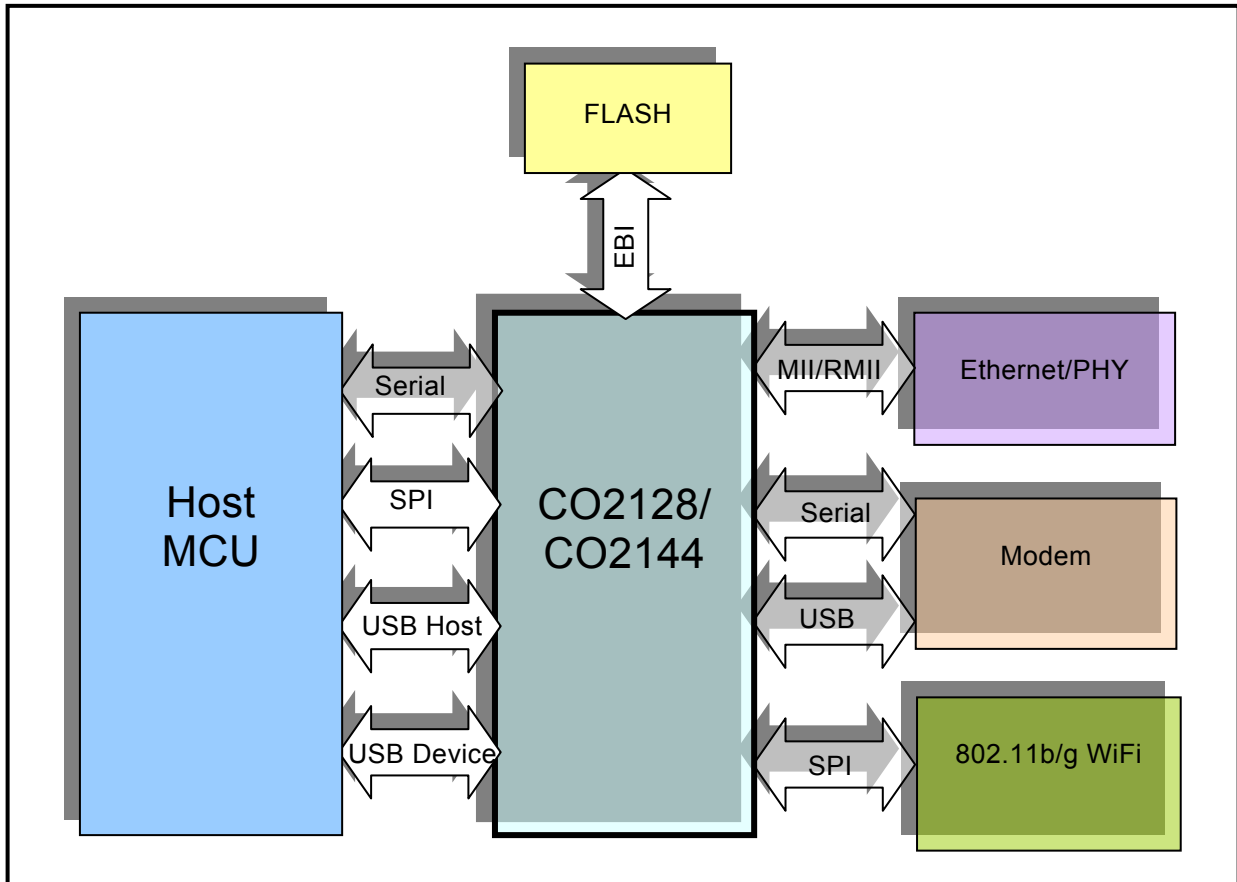 FLASH
EBI
Host
MCU
Serial
SPI
USB Host
USB Device
CO2128/
CO2144
MII/RMII
Serial
USB
SPI
Ethernet/PHY
Modem
802.11b/g WiFi